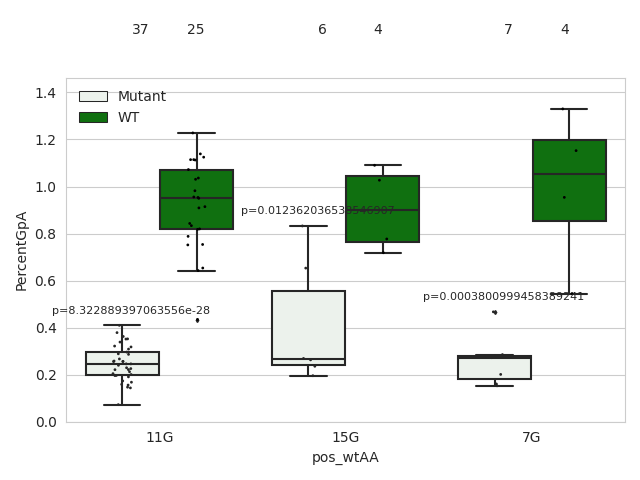 37 25 6 4 7 4
1.4
Mutant
WT
1.2
1.0
p=0.012362036533546987
0.8
0.6
p=0.0003800999458389241
p=8.322889397063556e-28
0.4
0.2
0.0
PercentGpA
11G 15G 7G
pos_wtAA